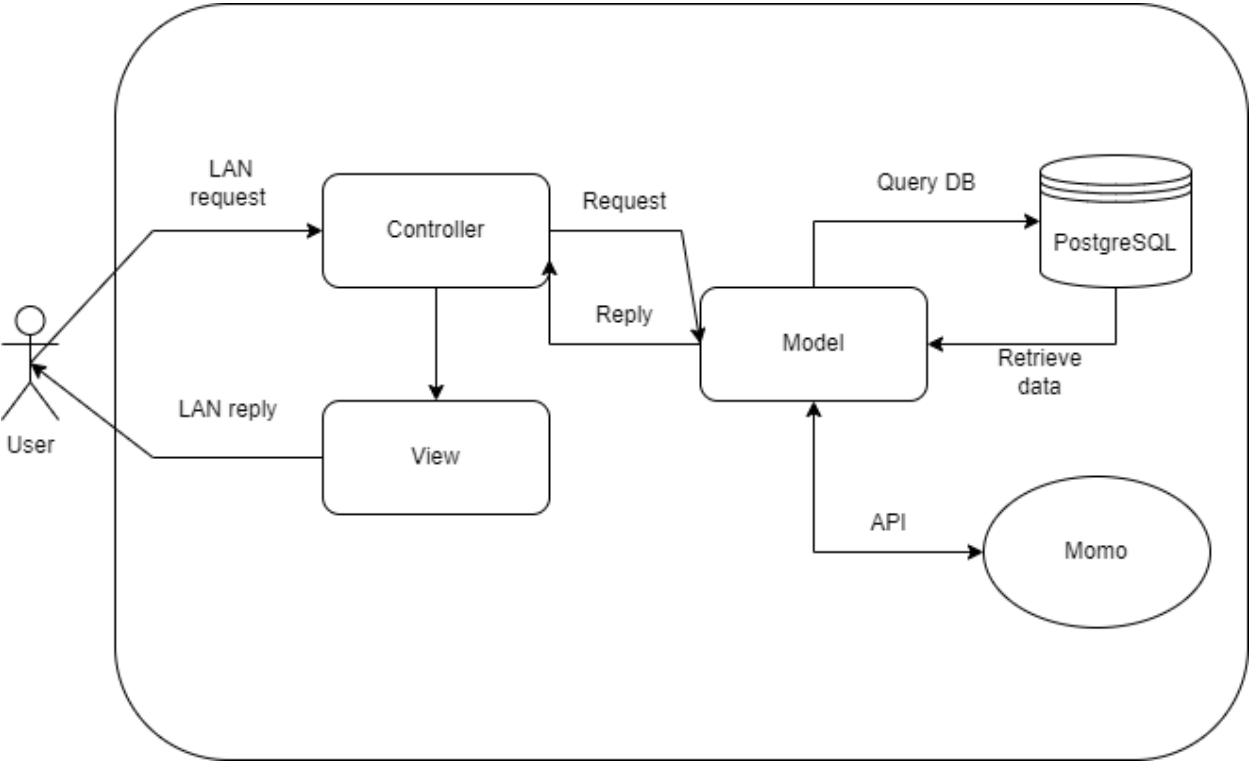 LAN
request
Controller
Request
Query DB
PostgreSQL
Reply
Model
Retrieve
data
User
LAN reply
View
API
Momo